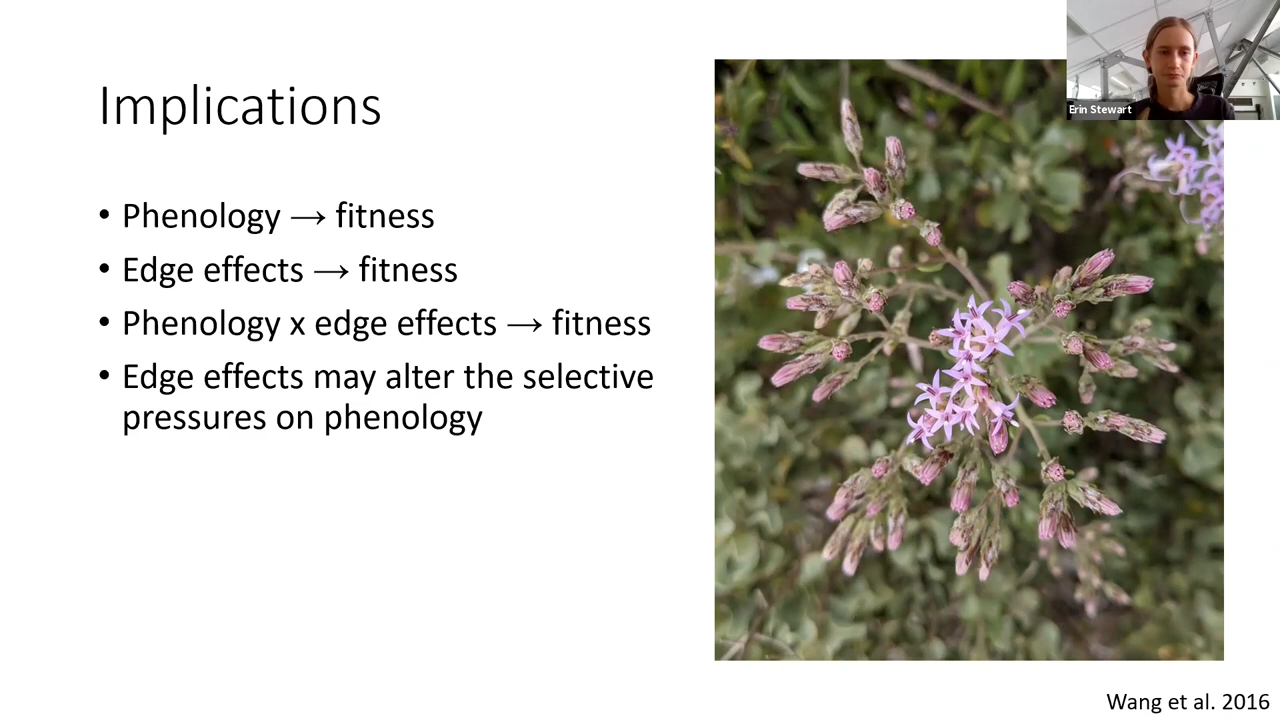 Implications
• Phenology → fitness
• Edge effects → fitness
• Phenology x edge effects → fitness
• Edge effects may alter the selective
pressures on phenology
Erin Stewart
Wang et al. 2016